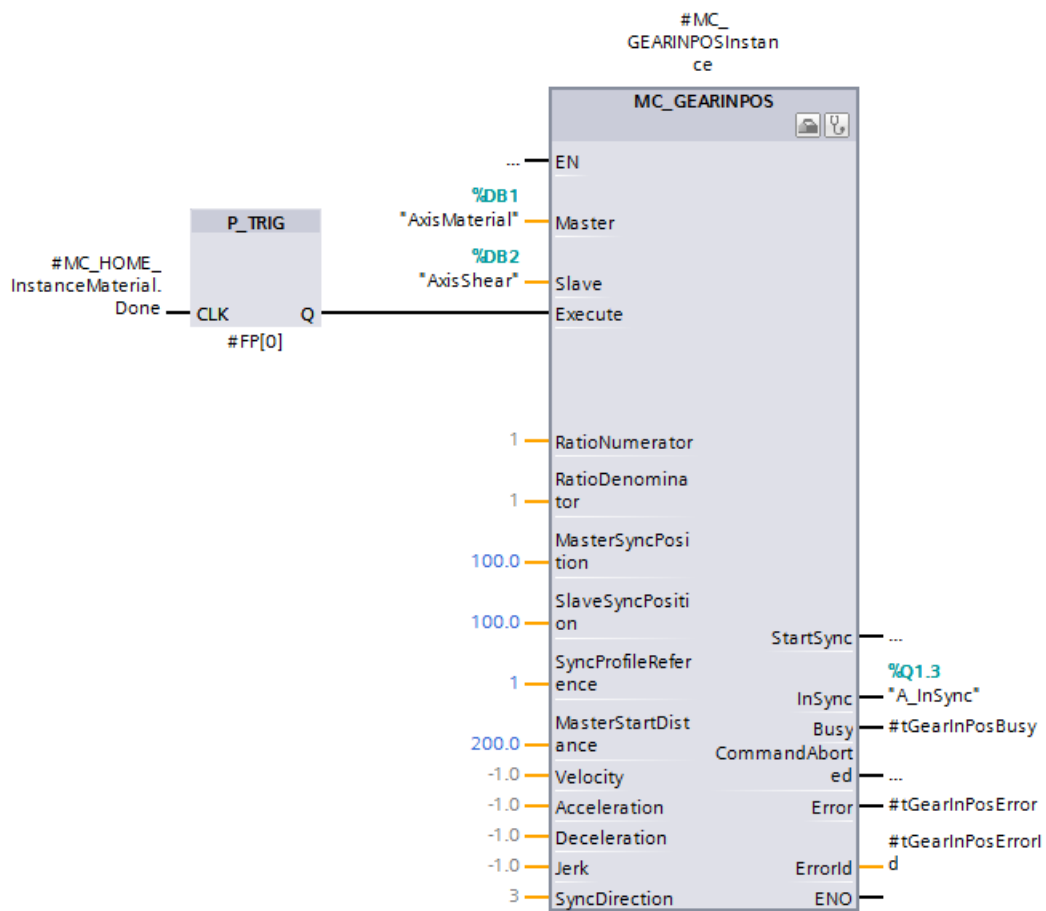 #MC_
GEARINPOSInstan
ce
MC_GEARINPOS
... EN
%DB1
"AxisMaterial" Master
%DB2
"AxisShear" Slave
P_TRIG
#MC_HOME_
InstanceMaterial.
Done CLK Q Execute
#FP[0]
1 RatioNumerator
RatioDenomina
1 tor
MasterSyncPosi
100.0 tion
SlaveSyncPositi
100.0 on
StartSync ...
SyncProfileRefer
1 ence
%Q1.3
InSync "A_InSync"
MasterStartDist
200.0 ance
Busy #tGearInPosBusy
CommandAbort
ed ...
-1.0 Velocity
-1.0 Acceleration
Error #tGearInPosError
-1.0 Deceleration
#tGearInPosErrorI
d
-1.0 Jerk
ErrorId
3 SyncDirection
ENO